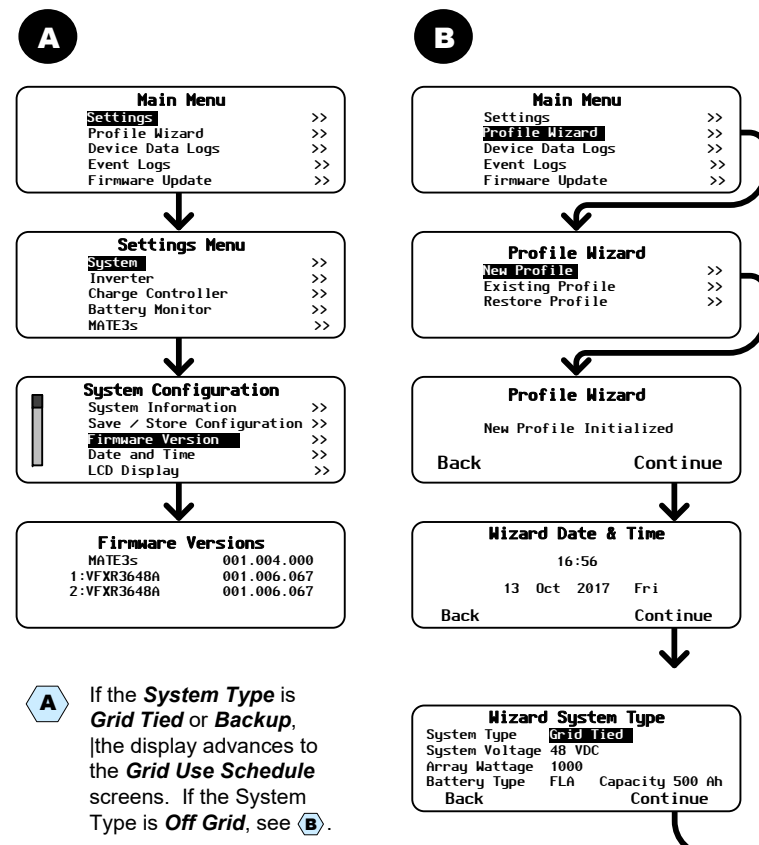 A
Main Menu
Settings >>
Profile Wizard >>
Device Data Logs >>
Event Logs >>
Firmware Update >>
Settings Menu
System >>
Inverter >>
Charge Controller >>
Battery Monitor >>
MATE3s >>
System Configuration
System Information >>
Save / Store Configuration >>
Firmware Version >>
Date and Time >>
LCD Display >>
Firmware Versions
MATE3s 001.004.000
1:VFXR3648A 001.006.067
2:VFXR3648A 001.006.067
A
If the System Type is
Grid Tied or Backup,
|the display advances to
the Grid Use Schedule
screens. If the System
Type is Off Grid, see B.
B
Main Menu
Settings >>
Profile Wizard >>
Device Data Logs >>
Event Logs >>
Firmware Update >>
Profile Wizard
New Profile >>
Existing Profile >>
Restore Profile >>
Profile Wizard
New Profile Initialized
Back Continue
Wizard Date & Time
16:56
13 Oct 2017 Fri
Back Continue
Wizard System Type
System Type Grid Tied
System Voltage 48 VDC
Array Wattage 1000
Battery Type FLA Capacity 500 Ah
Back Continue